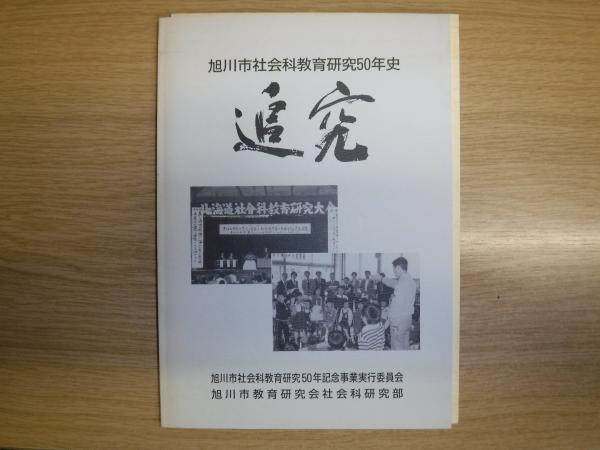 旭川市社会科教育研究50年史
追究
北海道社会科教育研究大会
旭川市社会科教育研究50年記念事業実行委員会
旭川市教育研究会社会科研究部